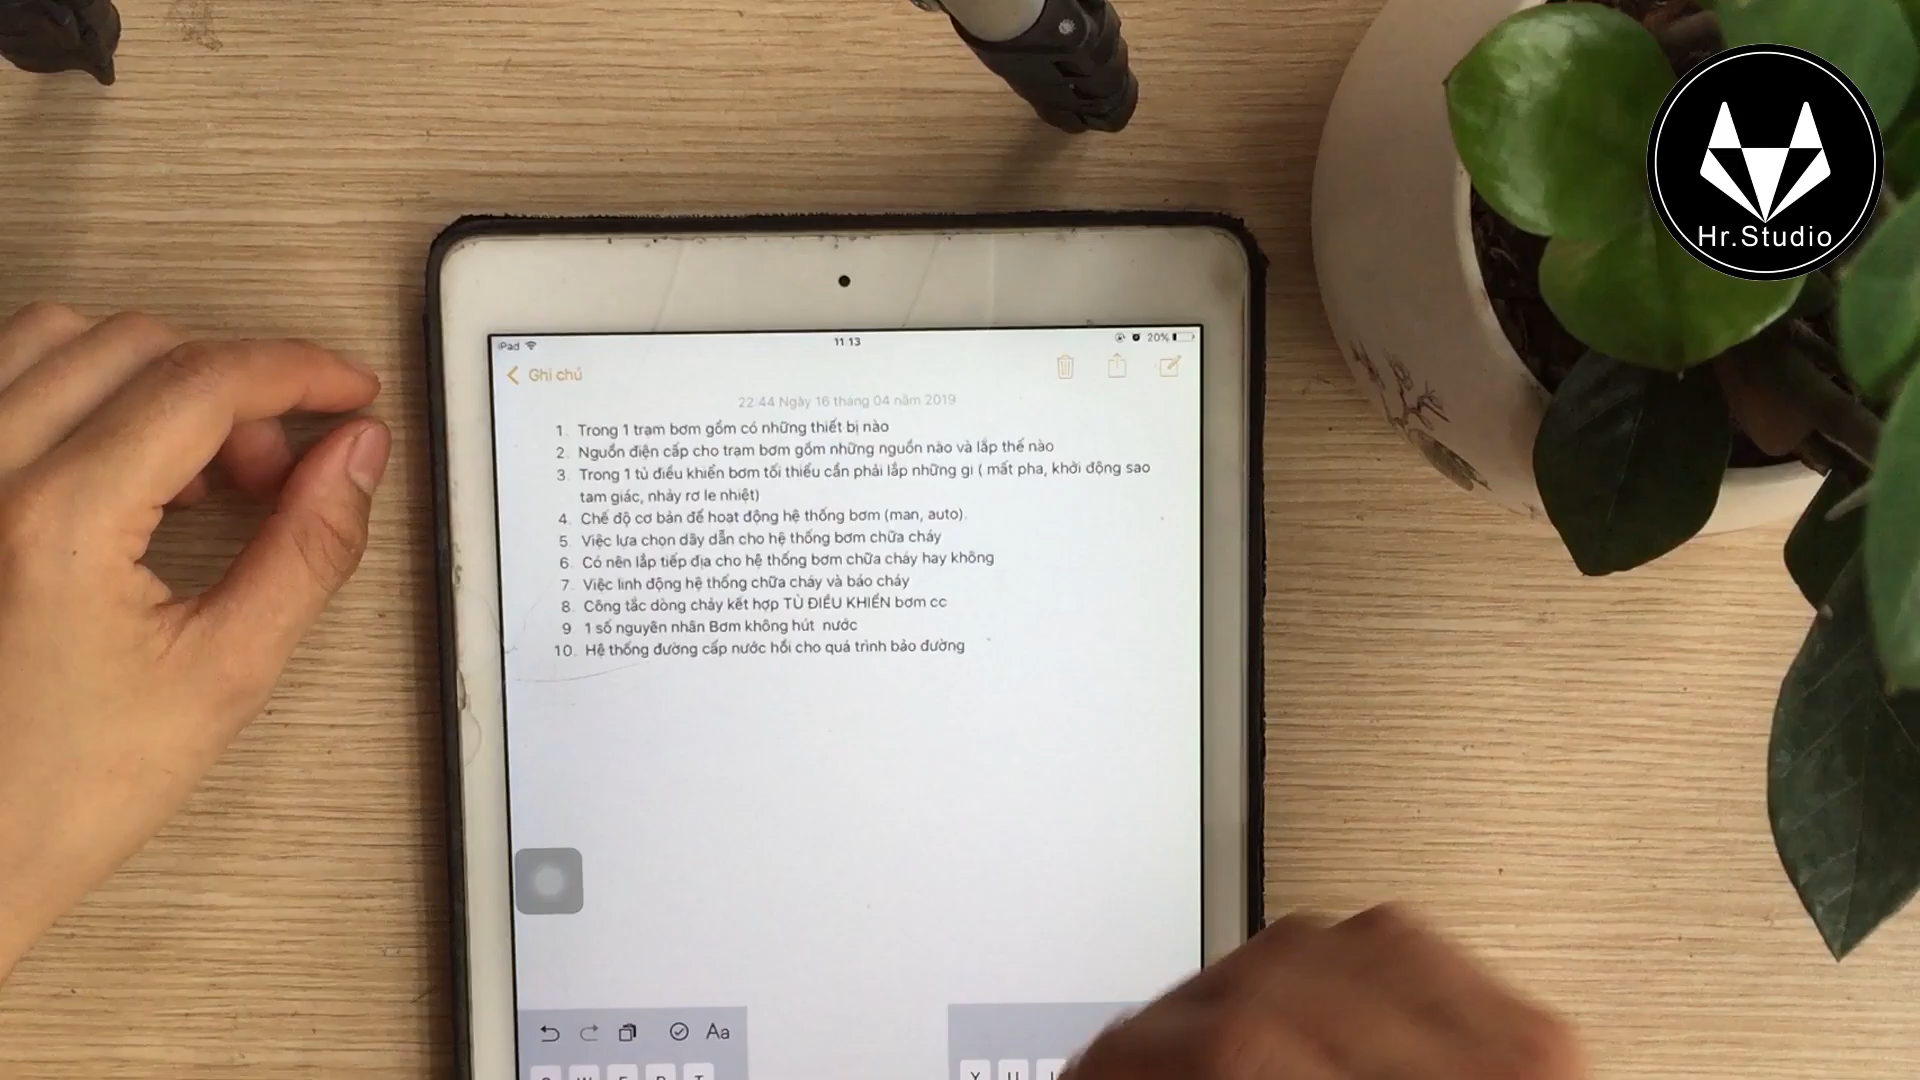 Hr.Studio
iPad
11 13
20%
Ghi chú
22 44 Ngày 16 tháng 04 năm 2019
1. Trong 1 trạm bơm gồm có những thiết bị nào
2. Nguồn điện cấp cho trạm bơm gồm những nguồn nào và lắp thế nào
3. Trong 1 tủ điều khiển bơm tối thiểu cần phải lắp những gì ( mất pha, khởi động sao
tam giác, nhảy rơ le nhiệt)
4. Chế độ cơ bản để hoạt động hệ thống bơm (man, auto).
5. Việc lựa chọn dây dẫn cho hệ thống bơm chữa cháy
6. Có nên lắp tiếp địa cho hệ thống bơm chữa cháy hay không
7. Việc linh động hệ thống chữa cháy và báo cháy
8. Công tắc dòng chảy kết hợp TỦ ĐIỀU KHIỂN bơm cc
9 1 số nguyên nhân Bơm không hút nước
10. Hệ thống đường cấp nước hồi cho quá trình bảo đường
Aa